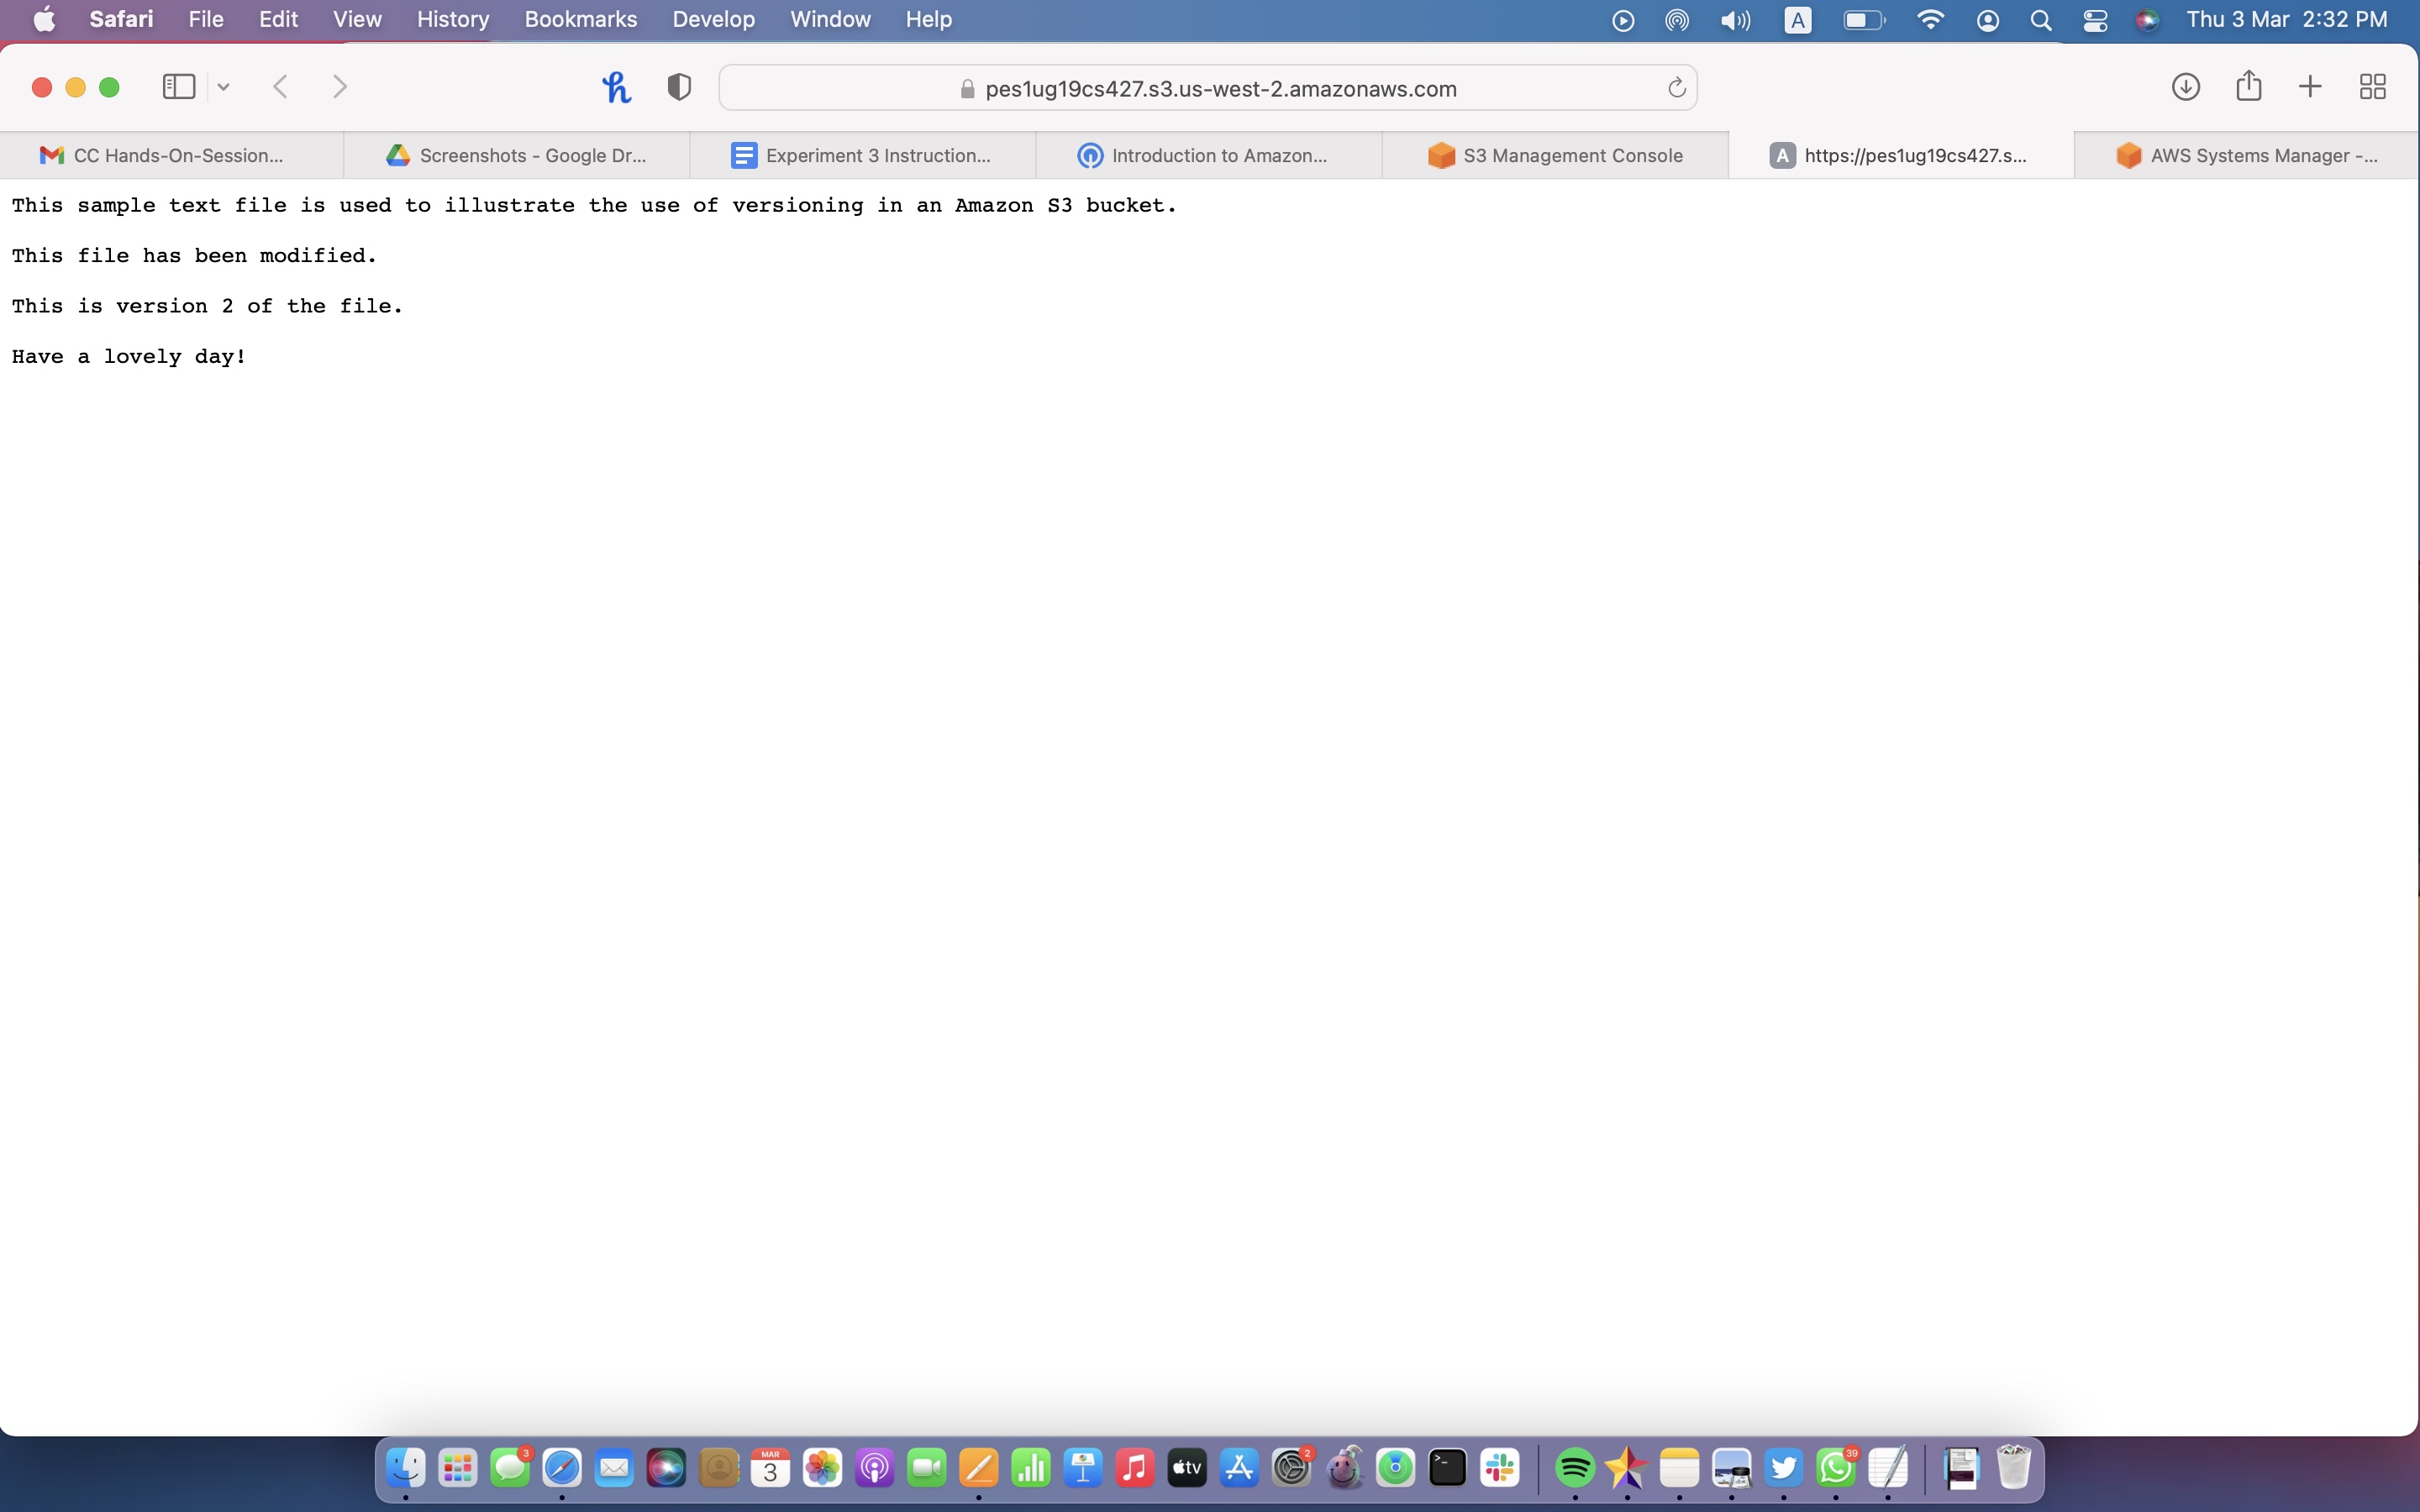 Safari File Edit View History Bookmarks Develop Window Help A Thu 3 Mar 2:32 PM
pes1ug19cs427.s3.us-west-2.amazonaws.com
CC Hands-On-Session... Screenshots - Google Dr... Experiment 3 Instruction... Introduction to Amazon... S3 Management Console A https://pes1ug19cs427.s... AWS Systems Manager -...
This sample text file is used to illustrate the use of versioning in an Amazon S3 bucket.
This file has been modified.
This is version 2 of the file.
Have a lovely day!
3 MAR 3 tv 2 >_ 39